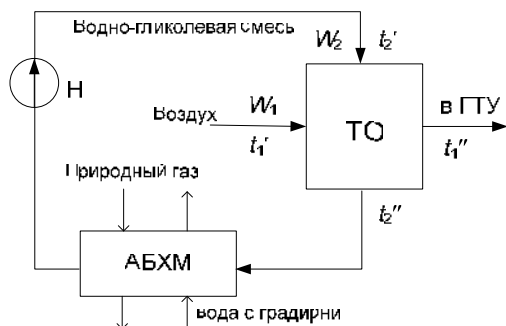 Водно-гликолевая смесь
W₂ t₂′
Н
Воздух W₁
t₁′
ТО
в ГТУ
t₁″
Природный газ
t₂″
АБХМ
вода с градирни